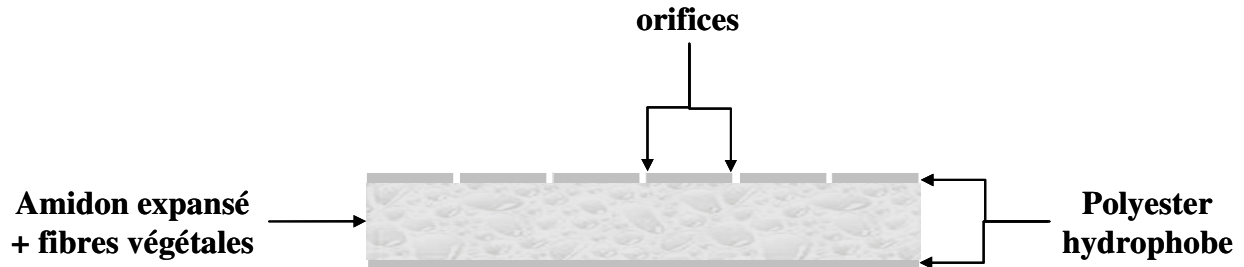 orifices
Amidon expansé
+ fibres végétales
Polyester
hydrophobe